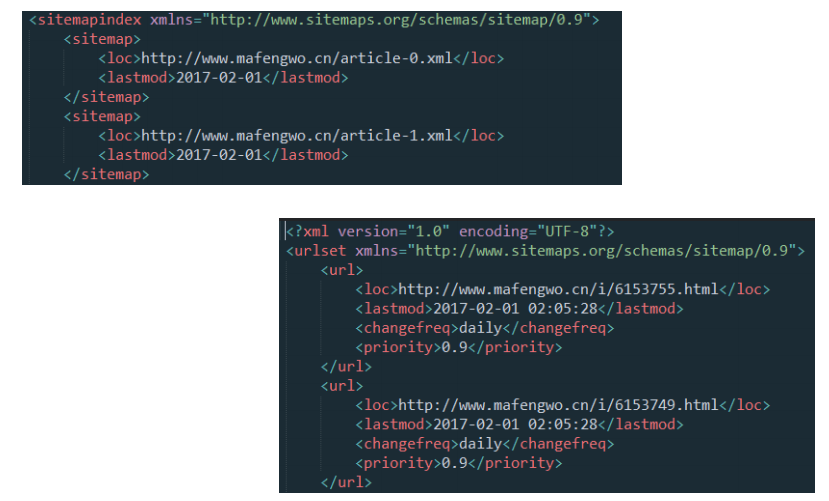 <sitemapindex xmlns="http://www.sitemaps.org/schemas/sitemap/0.9">
<sitemap>
<loc>http://www.mafengwo.cn/article-0.xml</loc>
<lastmod>2017-02-01</lastmod>
</sitemap>
<sitemap>
<loc>http://www.mafengwo.cn/article-1.xml</loc>
<lastmod>2017-02-01</lastmod>
</sitemap>
<?xml version="1.0" encoding="UTF-8"?>
<urlset xmlns="http://www.sitemaps.org/schemas/sitemap/0.9">
<url>
<loc>http://www.mafengwo.cn/i/6153755.html</loc>
<lastmod>2017-02-01 02:05:28</lastmod>
<changefreq>daily</changefreq>
<priority>0.9</priority>
</url>
<url>
<loc>http://www.mafengwo.cn/i/6153749.html</loc>
<lastmod>2017-02-01 02:05:28</lastmod>
<changefreq>daily</changefreq>
<priority>0.9</priority>
</url>